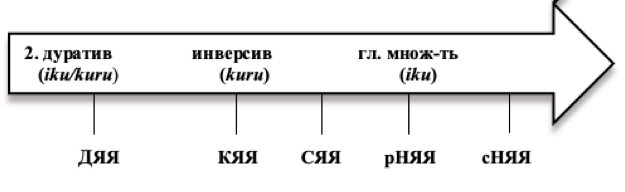 2. дуратив инверсив гл. множ-ть
(iku/kuru) (kuru) (iku)
ДЯЯ КЯЯ СЯЯ рНЯЯ сНЯЯ